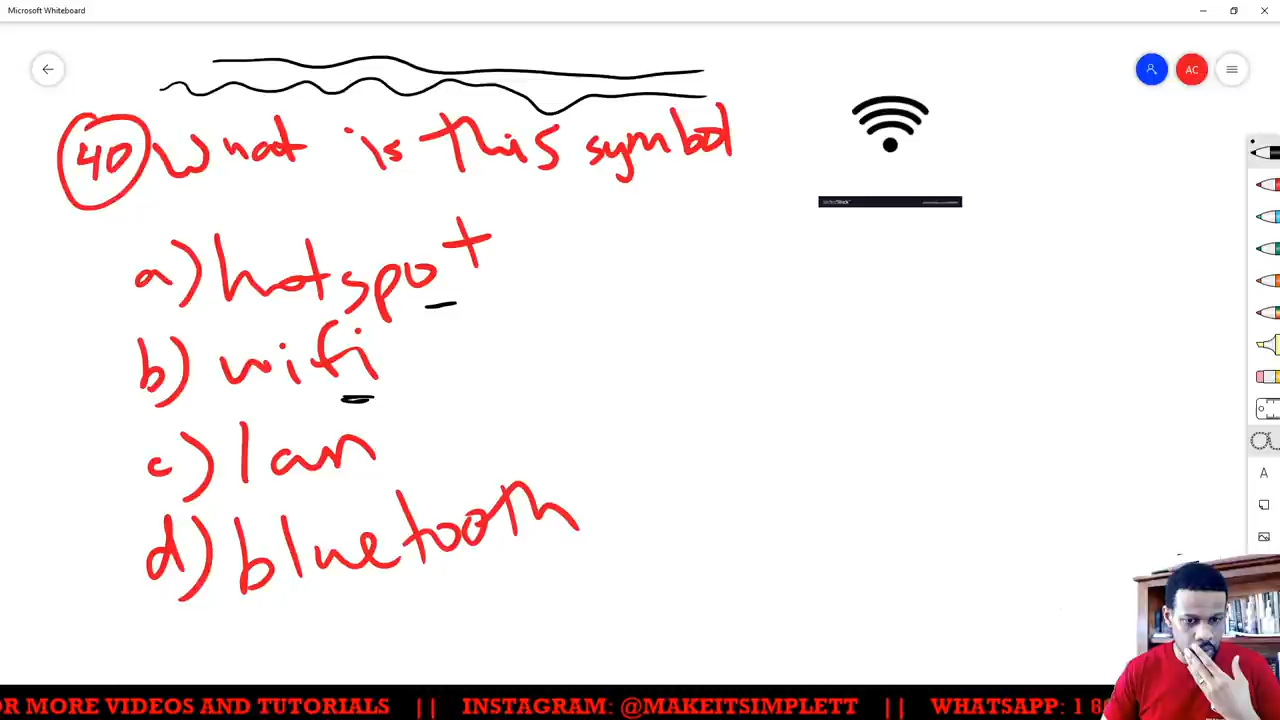 Microsoft Whiteboard
AC
40 What is this symbol
a) hotspot
b) wifi
c) lan
d) bluetooth
A
OR MORE VIDEOS AND TUTORIALS || INSTAGRAM: @MAKEITSIMPLETT || WHATSAPP: 1 8